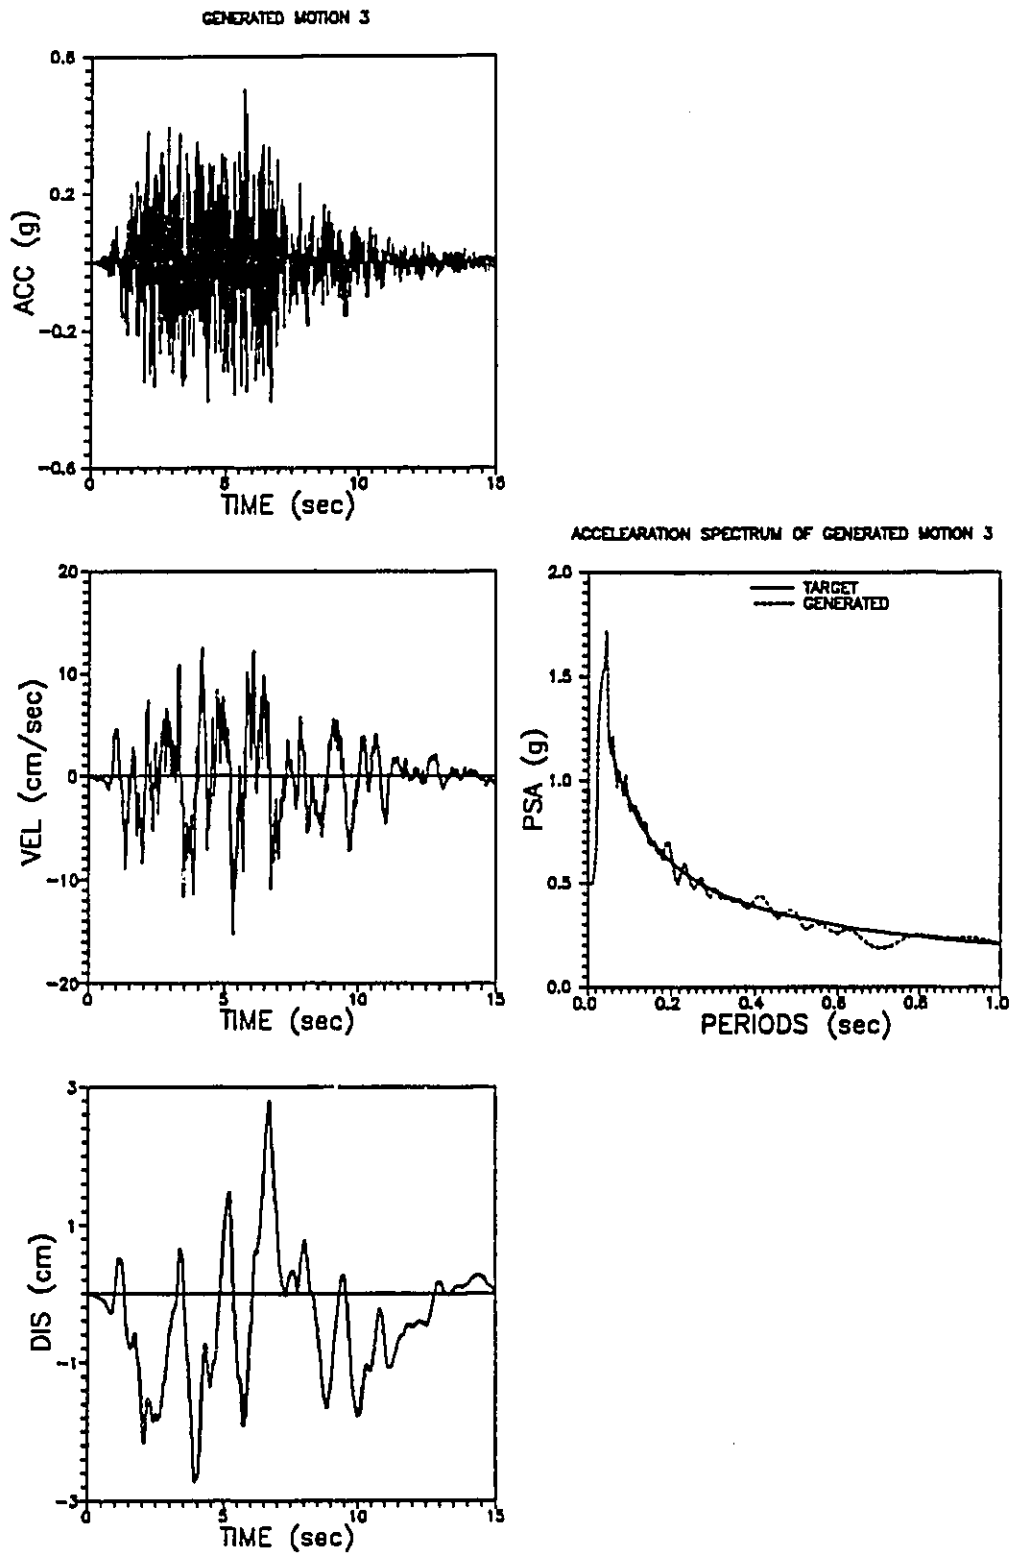 GENERATED MOTION 3
0.6
0.2
-0.2
-0.6
ACC (g)
0 5 10 15
TIME (sec)
20
10
0
-10
-20
VEL (cm/sec)
0 5 10 15
TIME (sec)
ACCELEARATION SPECTRUM OF GENERATED MOTION 3
TARGET
GENERATED
2.0
1.5
1.0
0.5
0.0
PSA (g)
0.0 0.2 0.4 0.6 0.8 1.0
PERIODS (sec)
3
1
-1
-3
DIS (cm)
0 5 10 15
TIME (sec)